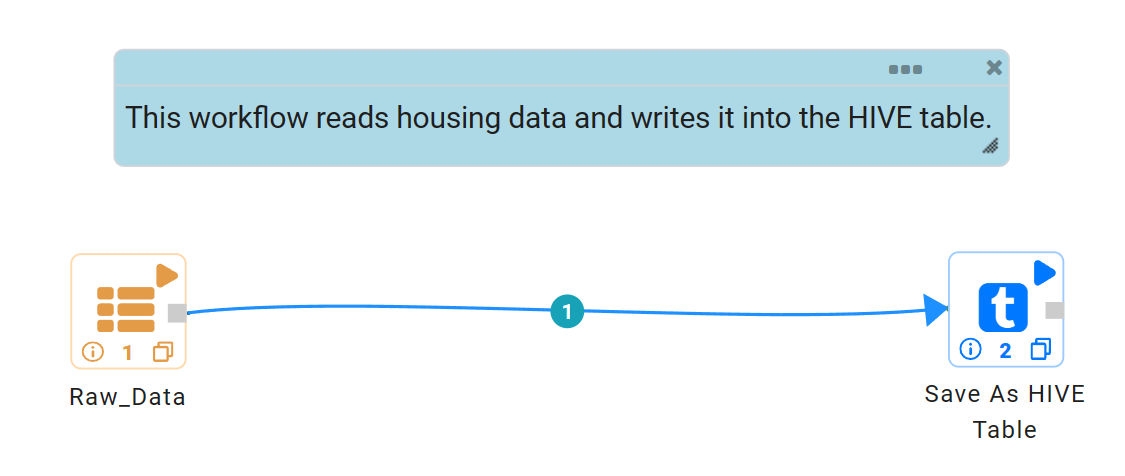 This workflow reads housing data and writes it into the HIVE table.
1
1
Raw_Data
t
2
Save As HIVE
Table